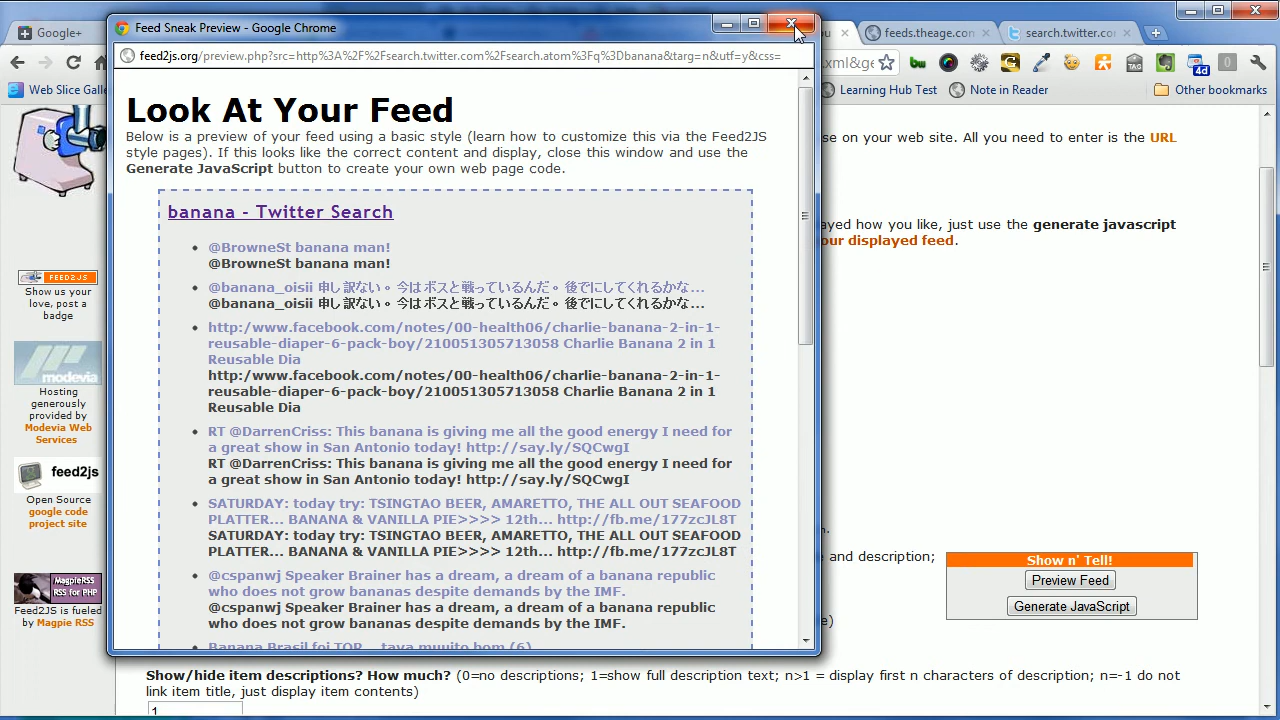 Feed Sneak Preview - Google Chrome
feed2js.org/preview.php?src=http%3A%2F%2Fsearch.twitter.com%2Fsearch.atom%3Fq%3Dbanana&targ=n&utf=y&css=
Look At Your Feed
Below is a preview of your feed using a basic style (learn how to customize this via the Feed2JS
style pages). If this looks like the correct content and display, close this window and use the
Generate JavaScript button to create your own web page code.
banana - Twitter Search
@BrowneSt banana man!
@BrowneSt banana man!
@banana_oisii 申し訳ない。今はボスと戦っているんだ。後でにしてくれるかな...
@banana_oisii 申し訳ない。今はボスと戦っているんだ。後でにしてくれるかな...
http:/www.facebook.com/notes/00-health06/charlie-banana-2-in-1-
reusable-diaper-6-pack-boy/210051305713058 Charlie Banana 2 in 1
Reusable Dia
http:/www.facebook.com/notes/00-health06/charlie-banana-2-in-1-
reusable-diaper-6-pack-boy/210051305713058 Charlie Banana 2 in 1
Reusable Dia
RT @DarrenCriss: This banana is giving me all the good energy I need for
a great show in San Antonio today! http://say.ly/SQCwgI
RT @DarrenCriss: This banana is giving me all the good energy I need for
a great show in San Antonio today! http://say.ly/SQCwgI
SATURDAY: today try: TSINGTAO BEER, AMARETTO, THE ALL OUT SEAFOOD
PLATTER... BANANA & VANILLA PIE>>>> 12th... http://fb.me/177zcJL8T
SATURDAY: today try: TSINGTAO BEER, AMARETTO, THE ALL OUT SEAFOOD
PLATTER... BANANA & VANILLA PIE>>>> 12th... http://fb.me/177zcJL8T
@cspanwj Speaker Brainer has a dream, a dream of a banana republic
who does not grow bananas despite demands by the IMF.
@cspanwj Speaker Brainer has a dream, a dream of a banana republic
who does not grow bananas despite demands by the IMF.
Banana Brasil foi TOP... tava muuito bom (6)
Google+
feeds.theage.con
search.twitter.co
xml&ge
Web Slice Galle
Learning Hub Test
Note in Reader
Other bookmarks
4d
TAG
FEED2JS
Show us your
love, post a
badge
modevia
Hosting
generously
provided by
Modevia Web
Services
feed2js
Open Source
google code
project site
MagpieRSS
RSS for PHP
Feed2JS is fueled
by Magpie RSS
se on your web site. All you need to enter is the URL
ayed how you like, just use the generate javascript
our displayed feed.
e and description;
Show n' Tell!
Preview Feed
Generate JavaScript
e)
Show/hide item descriptions? How much? (0=no descriptions; 1=show full description text; n>1 = display first n characters of description; n=-1 do not
link item title, just display item contents)
1